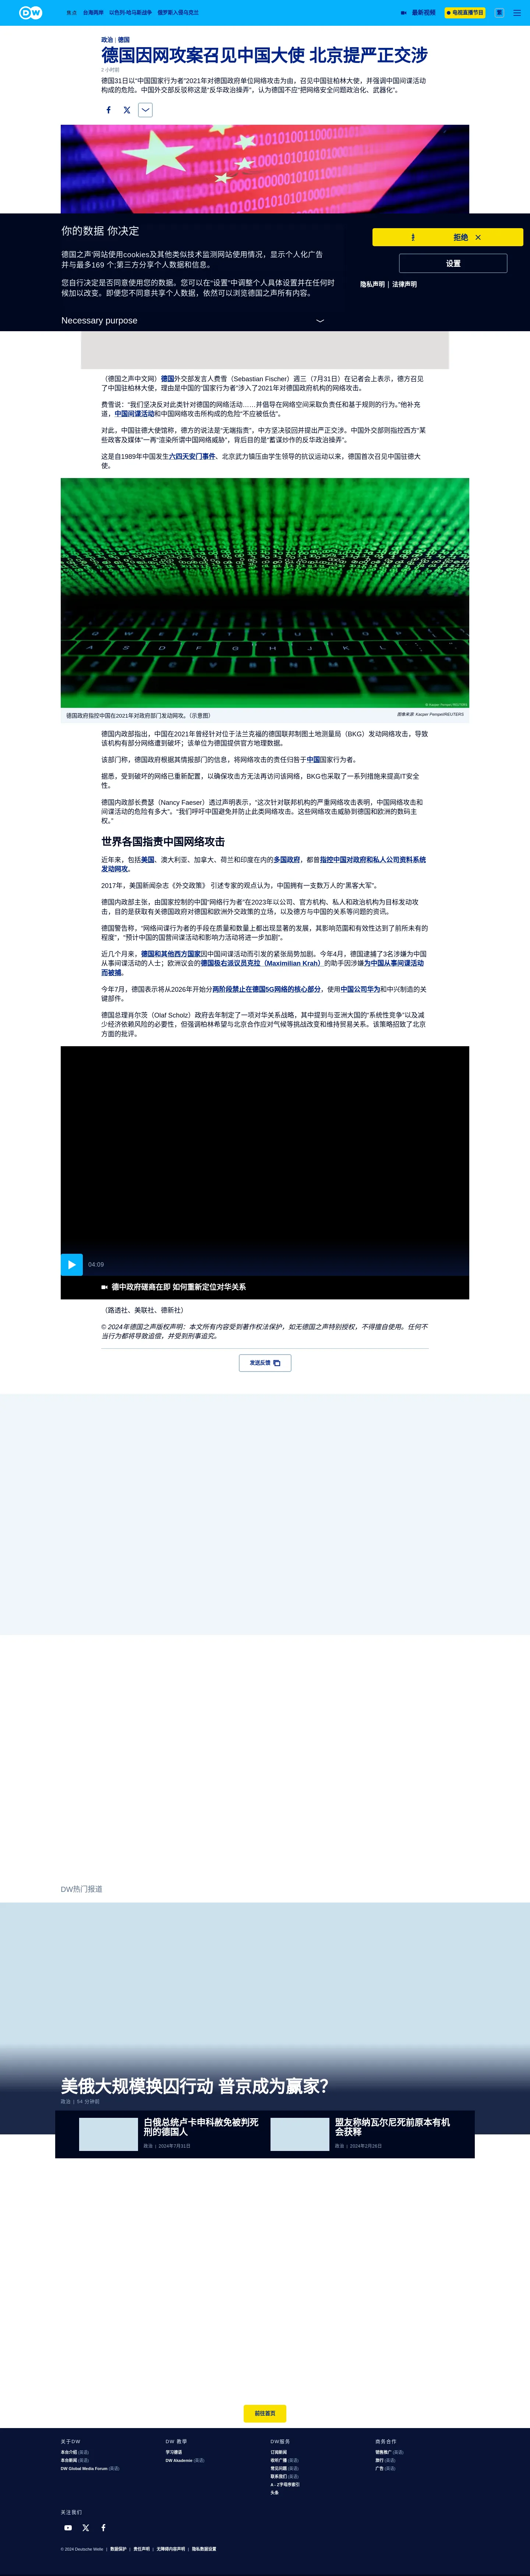 DW
焦点 台海两岸 以色列-哈马斯战争 俄罗斯入侵乌克兰 最新视频 电视直播节目 繁
政治 | 德国
德国因网攻案召见中国大使 北京提严正交涉
2 小时前
德国31日以“中国国家行为者”2021年对德国政府单位网络攻击为由，召见中国驻柏林大使，并强调中国间谍活动
构成的危险。中国外交部反驳称这是“反华政治操弄”，认为德国不应“把网络安全问题政治化、武器化”。
你的数据 你决定
德国之声网站使用cookies及其他类似技术监测网站使用情况，显示个人化广告
并与最多169 个,第三方分享个人数据和信息。
您自行决定是否同意使用您的数据。您可以在“设置”中调整个人具体设置并在任何时
候加以改变。即便您不同意共享个人数据，依然可以浏览德国之声所有内容。
拒绝
设置
隐私声明 | 法律声明
Necessary purpose
（德国之声中文网）德国外交部发言人费雪（Sebastian Fischer）週三（7月31日）在记者会上表示，德方召见
了中国驻柏林大使，理由是“中国的国家行为者”涉入了2021年对德国联邦政府机构的网络攻击。
费雪说：“我们坚决反对此类针对德国的网络活动……并倡导在网络空间采取负责任和基于规则的行为。”他补充
道，中国间谍活动和中国网络攻击所构成的危险“不应被低估”。
对此，中国驻德大使馆称，德方的说法是“无端指责”，中方坚决驳回并提出严正交涉。中国外交部则指控西方“某
些政客及媒体”一再“渲染所谓中国网络威胁”，背后目的是“蓄谋炒作的反华政治操弄”。
这是自1989年中国发生六四天安门事件、北京武力镇压由学生领导的抗议运动以来，德国首次召见中国驻德大
使。
© Kacper Pempel REUTERS
德国政府指控中国在2021年对政府部门发动网攻。（示意图）
图像来源: Kacper Pempel/REUTERS
德国内政部指出，中国在2021年曾经针对位于法兰克福的德国联邦制图土地测量局（BKG）发动网络攻击，导致
该机构有部分网络遭到破坏；该单位为德国提供官方地理数据。
该部门称，德国政府根据其情报部门的信息，将网络攻击的责任归咎于中国国家行为者。
据悉，受到破坏的网络已重新配置，以确保攻击方无法再访问该网络，BKG也采取了一系列措施来提高IT安全
性。
德国内政部长费瑟（Nancy Faeser）透过声明表示，“这次针对联邦机构的严重网络攻击表明，中国网络攻击和
间谍活动的危险有多大”。“我们呼吁中国避免并防止此类网络攻击。这些网络攻击威胁到德国和欧洲的数码主
权。”
世界各国指责中国网络攻击
近年来，包括美国、澳大利亚、加拿大、荷兰和印度在内的多国政府，都曾指控中国对政府和私人公司资料系统
发动网攻。
2017年，美国新闻杂志《外交政策》 引述专家的观点认为，中国拥有一支数万人的“黑客大军”。
德国内政部主张，由国家控制的中国“网络行为者”在2023年以公司、官方机构、私人和政治机构为目标发动攻
击，目的是获取有关德国政府对德国和欧洲外交政策的立场，以及德方与中国的关系等问题的资讯。
德国警告称，“网络间谍行为者的手段在质量和数量上都出现显著的发展，其影响范围和有效性达到了前所未有的
程度”，“预计中国的国营间谍活动和影响力活动将进一步剧。
近几个月来，德国和其他西方国家因中国间谍活动而引发的紧张局势加剧。今年4月，德国逮捕了3名涉嫌为中国
从事间谍活动的人士；欧洲议会的德国极右派议员克拉（Maximilian Krah）的助手因涉嫌为中国从事间谍活动
而被捕。
今年7月，德国表示将从2026年开始分两阶段禁止在德国5G网络的核心部分，使用中国公司华为和中兴制造的关
键部件。
德国总理肖尔茨（Olaf Scholz）政府去年制定了一项对华关系战略，其中提到与亚洲大国的“系统性竞争”以及减
少经济依赖风险的必要性，但强调柏林希望与北京合作应对气候等挑战改变和维持贸易关系。该策略招致了北京
方面的批评。
04:09
德中政府磋商在即 如何重新定位对华关系
（路透社、美联社、德新社）
© 2024年德国之声版权声明：本文所有内容受到著作权法保护，如无德国之声特别授权，不得擅自使用。任何不
当行为都将导致追偿，并受到刑事追究。
发送反馈
DW热门报道
美俄大规模换囚行动 普京成为赢家？
政治 | 54 分钟前
白俄总统卢卡申科赦免被判死
刑的德国人
政治 | 2024年7月31日
盟友称纳瓦尔尼死前原本有机
会获释
政治 | 2024年2月26日
前往首页
关于DW
本台介绍 (英语)
本台新闻 (英语)
DW Global Media Forum (英语)
DW 教学
学习德语
DW Akademie (英语)
DW服务
订阅新闻
收听广播 (英语)
常见问题 (英语)
联系我们 (英语)
A - Z字母序索引
头条
商务合作
销售推广 (英语)
旅行 (英语)
广告 (英语)
关注我们
© 2024 Deutsche Welle | 数据保护 | 责任声明 | 无障碍内容声明 | 隐私数据设置